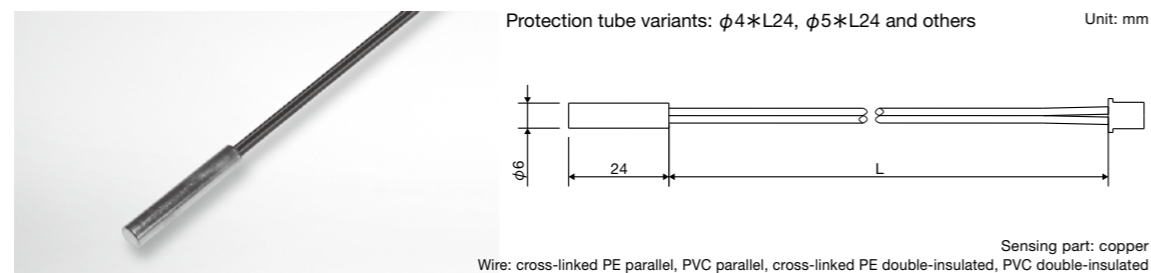 Protection tube variants: φ4＊L24, φ5＊L24 and others
Unit: mm
φ6
24
L
Sensing part: copper
Wire: cross-linked PE parallel, PVC parallel, cross-linked PE double-insulated, PVC double-insulated